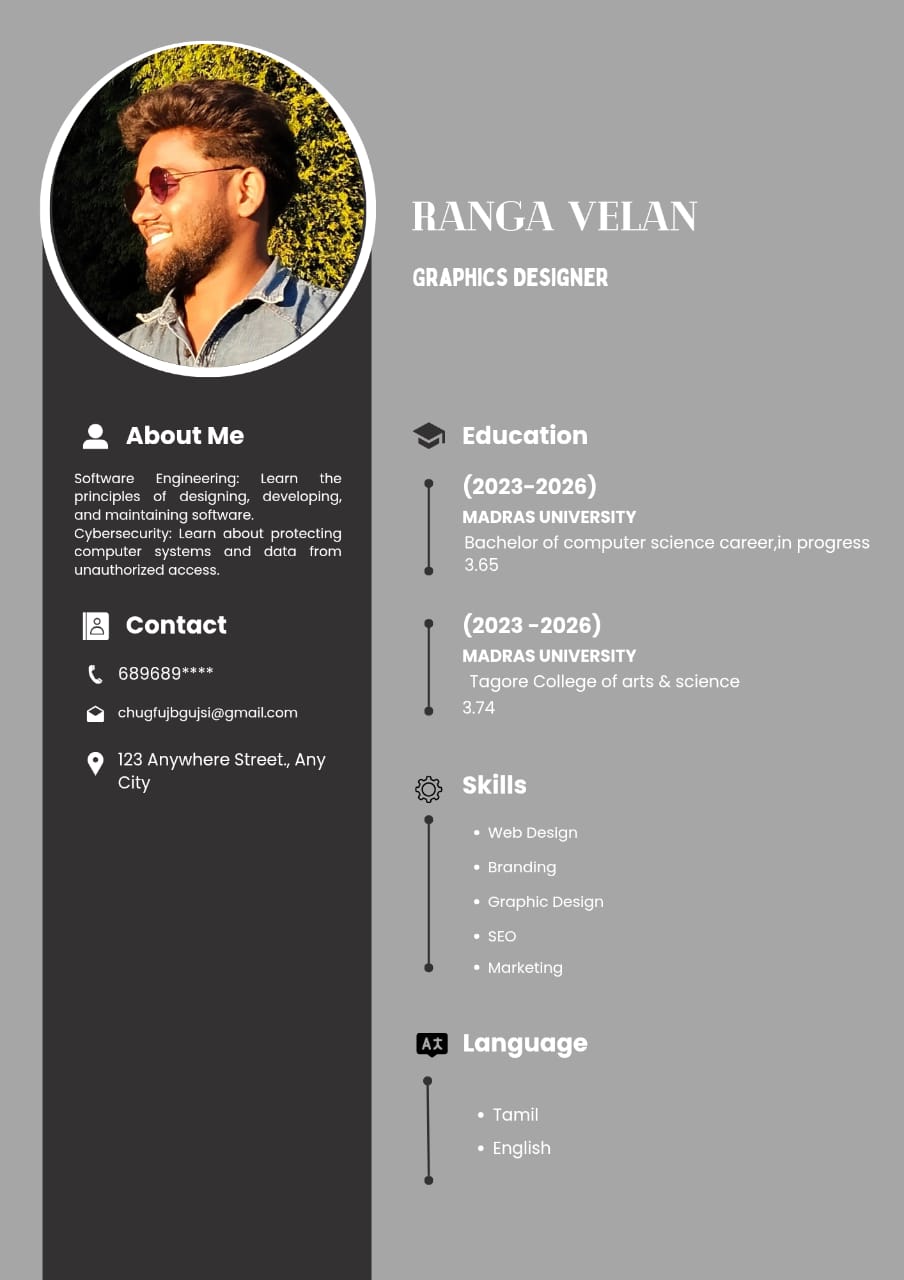 RANGA VELAN
GRAPHICS DESIGNER
About Me
Software Engineering: Learn the
principles of designing, developing,
and maintaining software.
Cybersecurity: Learn about protecting
computer systems and data from
unauthorized access.
Contact
689689****
chugfujbgujsi@gmail.com
123 Anywhere Street., Any
City
Education
(2023-2026)
MADRAS UNIVERSITY
Bachelor of computer science career,in progress
3.65
(2023 -2026)
MADRAS UNIVERSITY
Tagore College of arts & science
3.74
Skills
• Web Design
• Branding
• Graphic Design
• SEO
• Marketing
Language
• Tamil
• English